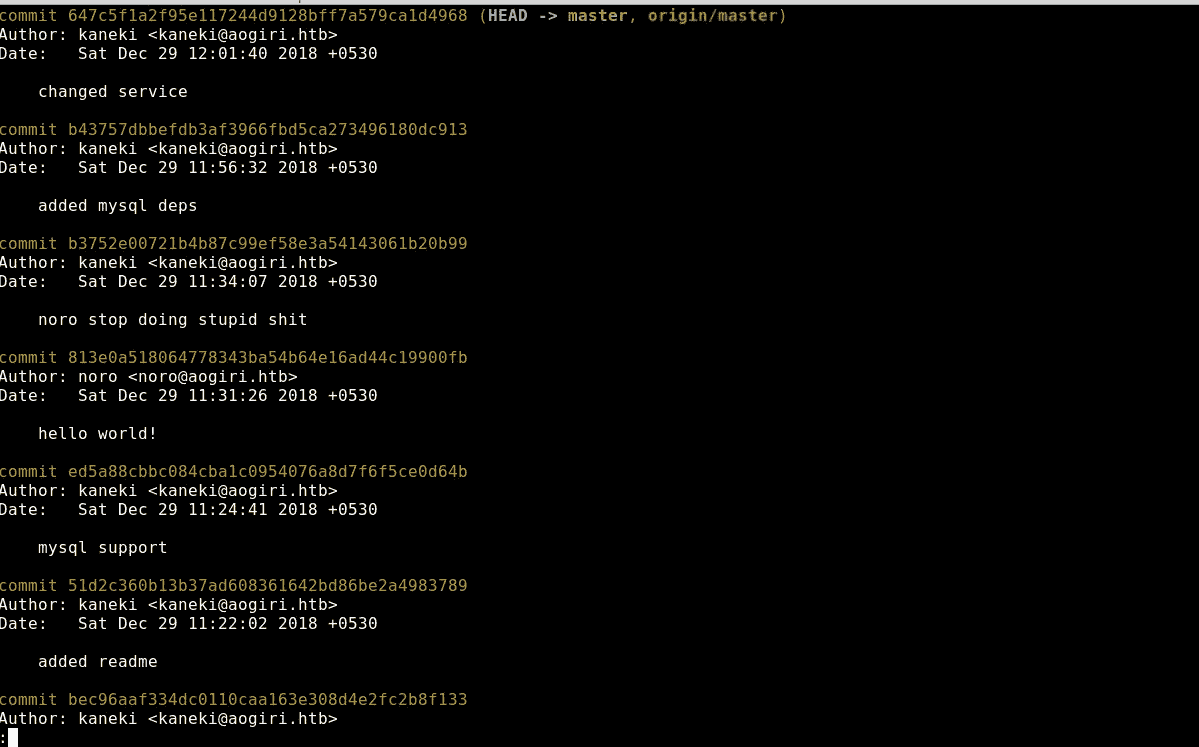 commit 647c5f1a2f95e117244d9128bff7a579ca1d4968 (HEAD -> master, origin/master)
Author: kaneki <kaneki@aogiri.htb>
Date:   Sat Dec 29 12:01:40 2018 +0530

    changed service

commit b43757dbbefdb3af3966fbd5ca273496180dc913
Author: kaneki <kaneki@aogiri.htb>
Date:   Sat Dec 29 11:56:32 2018 +0530

    added mysql deps

commit b3752e00721b4b87c99ef58e3a54143061b20b99
Author: kaneki <kaneki@aogiri.htb>
Date:   Sat Dec 29 11:34:07 2018 +0530

    noro stop doing stupid shit

commit 813e0a518064778343ba54b64e16ad44c19900fb
Author: noro <noro@aogiri.htb>
Date:   Sat Dec 29 11:31:26 2018 +0530

    hello world!

commit ed5a88cbbc084cba1c0954076a8d7f6f5ce0d64b
Author: kaneki <kaneki@aogiri.htb>
Date:   Sat Dec 29 11:24:41 2018 +0530

    mysql support

commit 51d2c360b13b37ad608361642bd86be2a4983789
Author: kaneki <kaneki@aogiri.htb>
Date:   Sat Dec 29 11:22:02 2018 +0530

    added readme

commit bec96aaf334dc0110caa163e308d4e2fc2b8f133
Author: kaneki <kaneki@aogiri.htb>
: